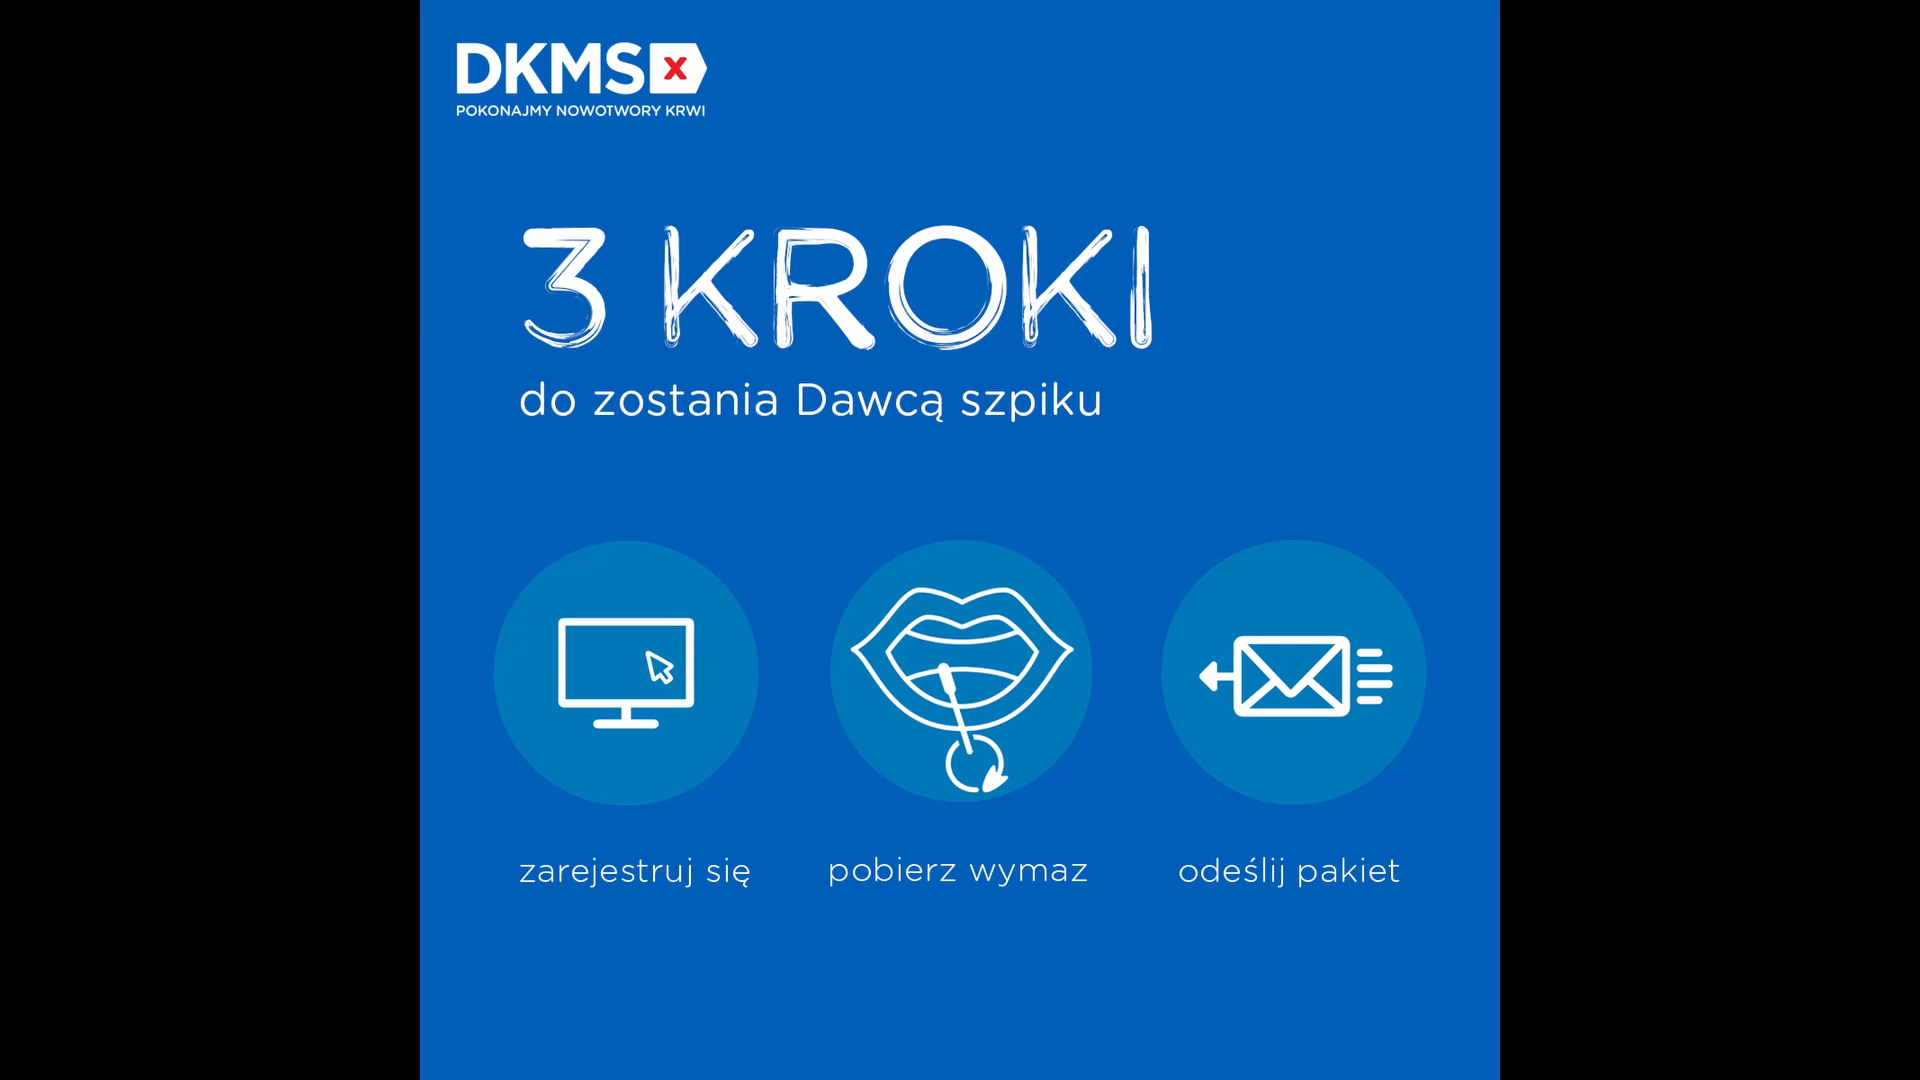 DKMS
POKONAJMY NOWOTWORY KRWI
3 KROKI
do zostania Dawcą szpiku
zarejestruj się
pobierz wymaz
odeślij pakiet